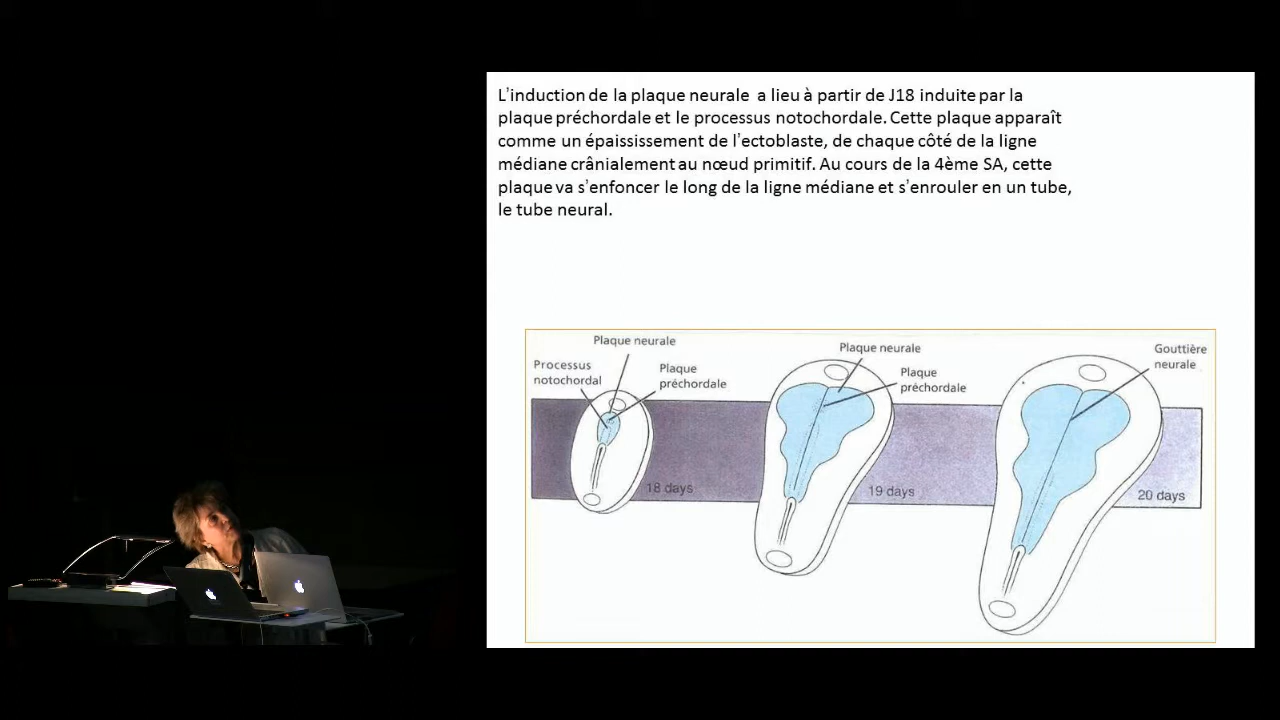 L’induction de la plaque neurale a lieu à partir de J18 induite par la
plaque préchordale et le processus notochordale. Cette plaque apparaît
comme un épaississement de l’ectoblaste, de chaque côté de la ligne
médiane crânialement au nœud primitif. Au cours de la 4ème SA, cette
plaque va s’enfoncer le long de la ligne médiane et s’enrouler en un tube,
le tube neural.
Plaque neurale
Processus
notochordal
Plaque
préchordale
18 days
Plaque neurale
Plaque
préchordale
19 days
Gouttière
neurale
20 days